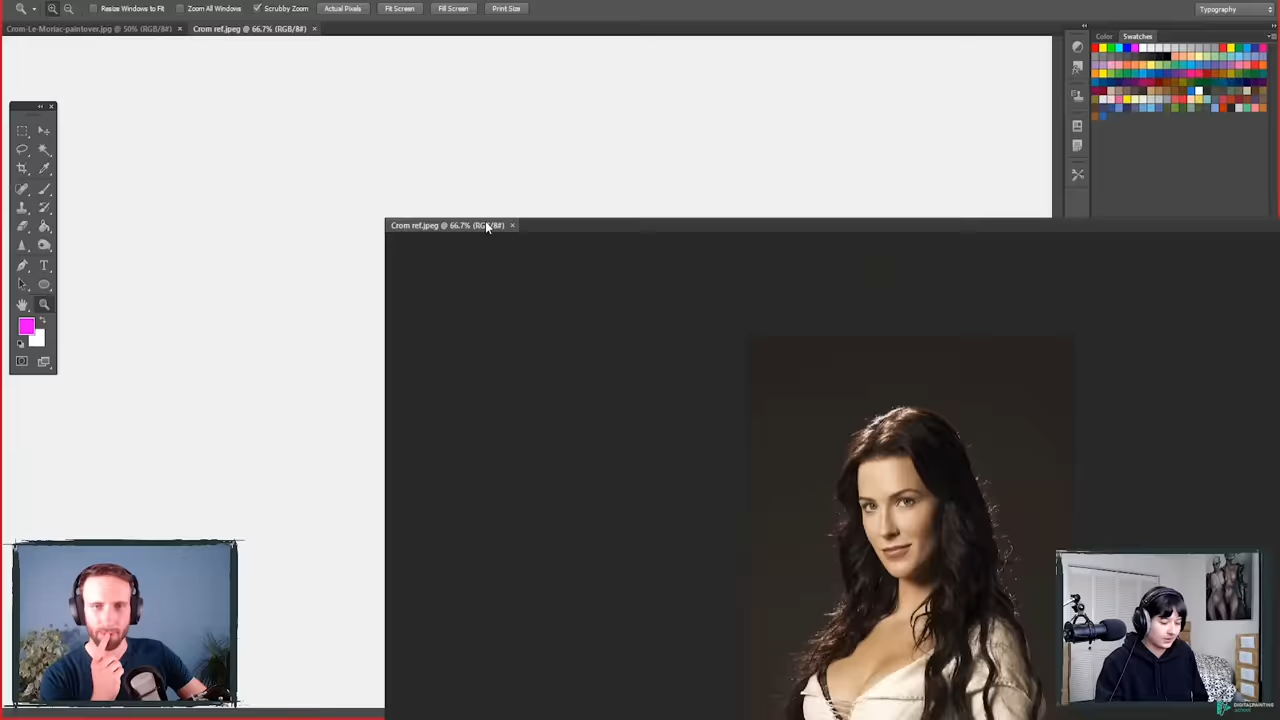 Resize Windows to Fit Zoom All Windows Scrubby Zoom Actual Pixels Fit Screen Fill Screen Print Size Typography
Crom-Le-Moriac-paintover.jpg @ 50% (RGB/8#) × Crom ref.jpeg @ 66.7% (RGB/8#) ×
Color Swatches
Crom ref.jpeg @ 66.7% (RGB/8#) ×
T
DIGITALPAINTING